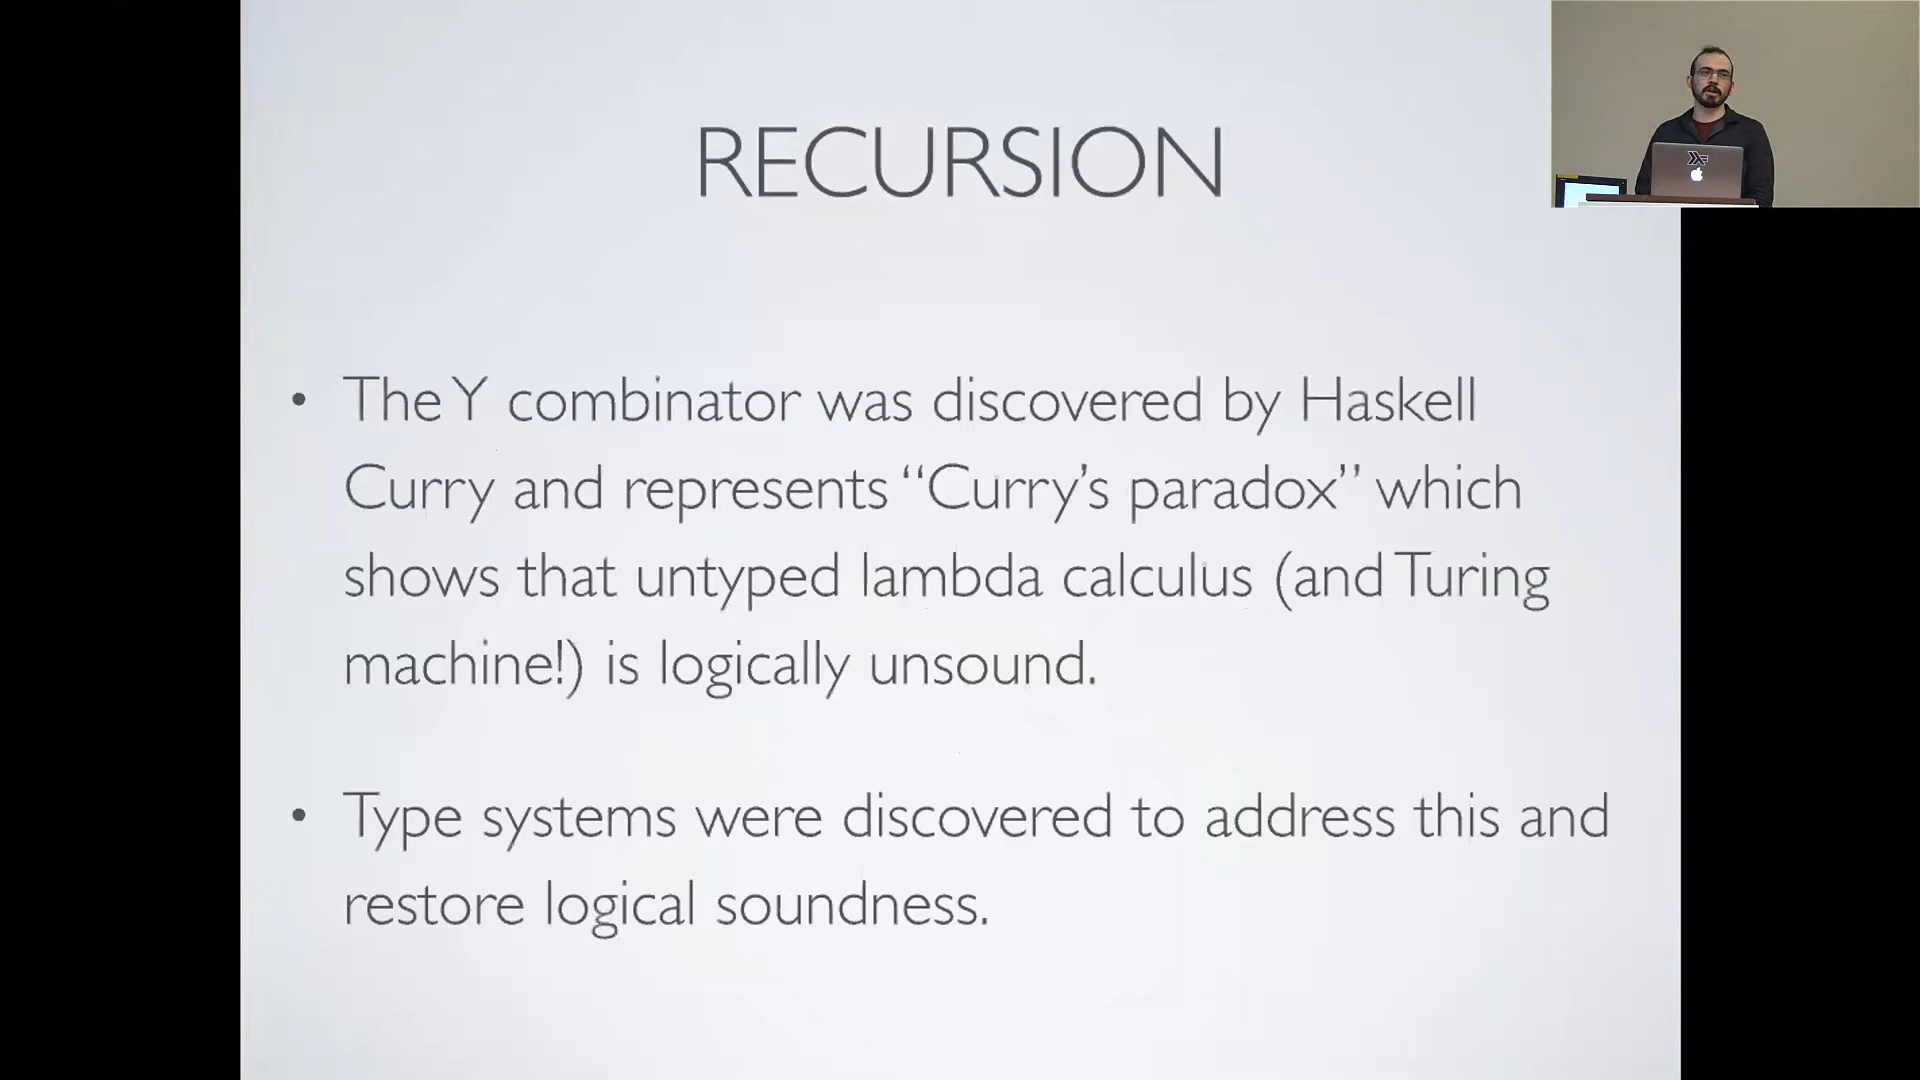 RECURSION
• The Y combinator was discovered by Haskell
Curry and represents “Curry’s paradox” which
shows that untyped lambda calculus (and Turing
machine!) is logically unsound.
• Type systems were discovered to address this and
restore logical soundness.